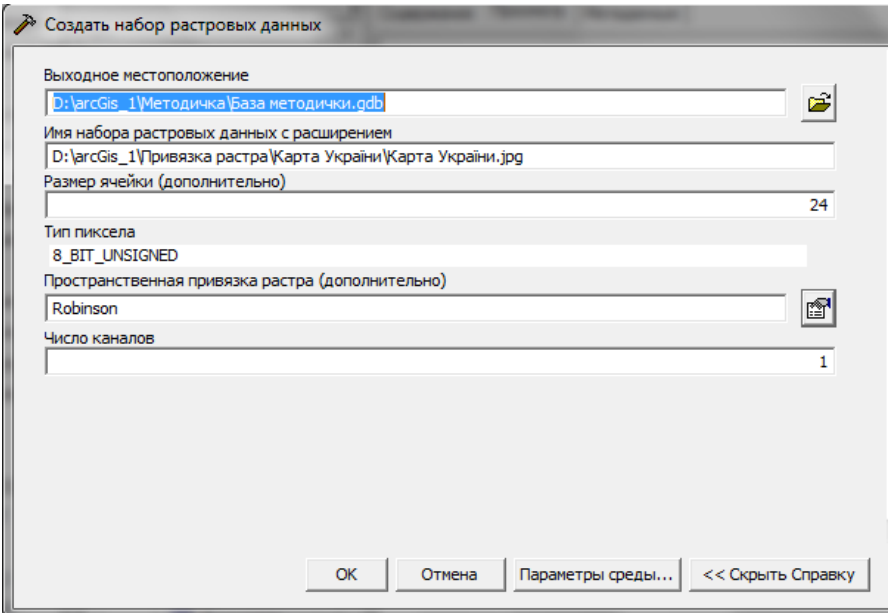 Создать набор растровых данных
Выходное местоположение
D:\arcGis_1\Методичка\База методички.gdb
Имя набора растровых данных с расширением
D:\arcGis_1\Привязка растра\Карта України\Карта України.jpg
Размер ячейки (дополнительно)
24
Тип пиксела
8_BIT_UNSIGNED
Пространственная привязка растра (дополнительно)
Robinson
Число каналов
1
OK
Отмена
Параметры среды...
<< Скрыть Справку